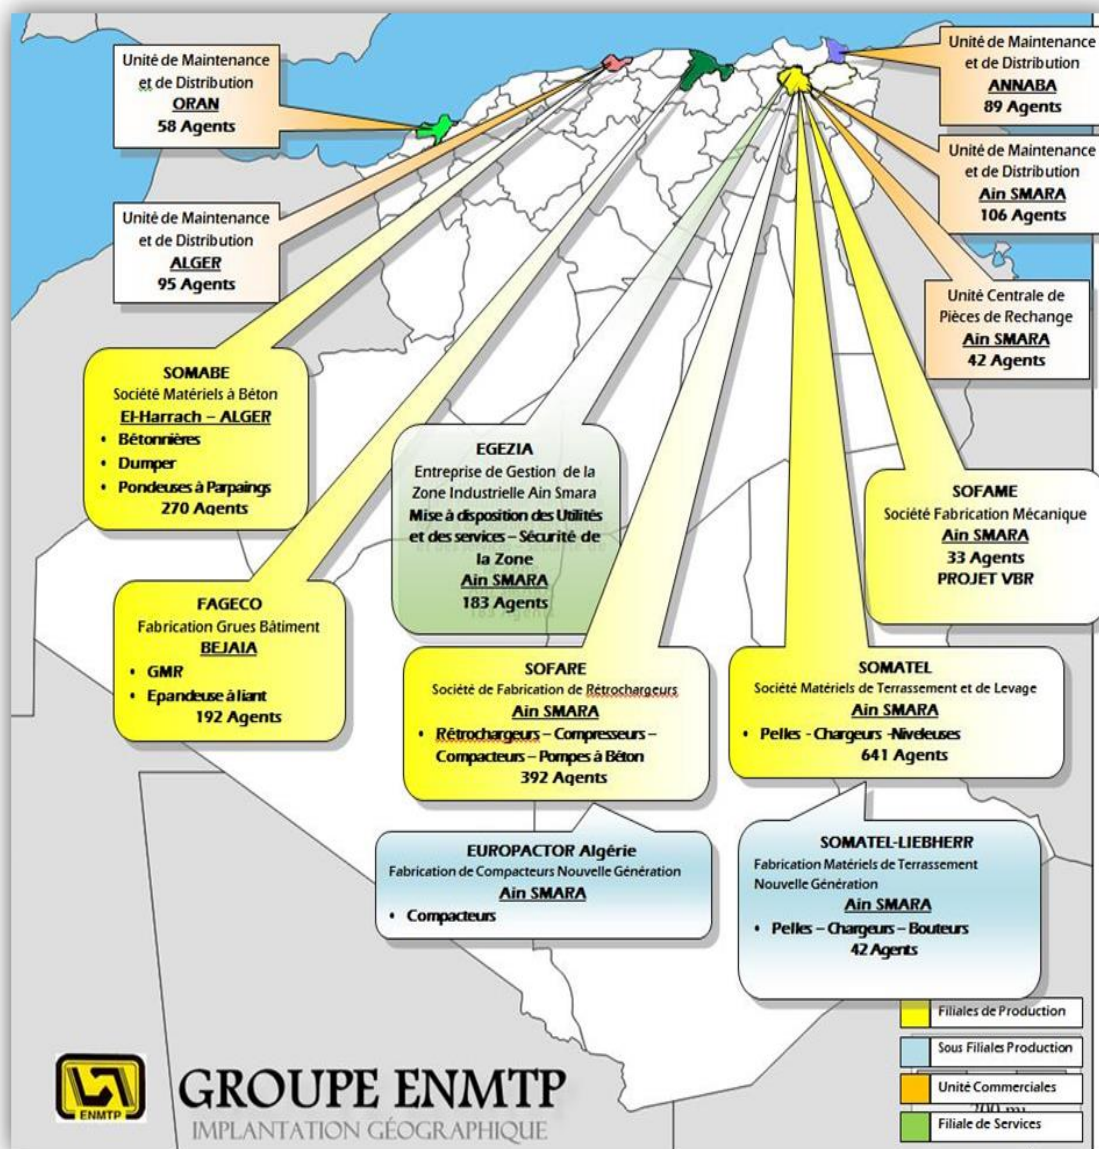 Unité de Maintenance
et de Distribution
ORAN
58 Agents
Unité de Maintenance
et de Distribution
ANNABA
89 Agents
Unité de Maintenance
et de Distribution
Ain SMARA
106 Agents
Unité de Maintenance
et de Distribution
ALGER
95 Agents
Unité Centrale de
Pièces de Rechange
Ain SMARA
42 Agents
SOMABE
Société Matériels à Béton
El-Harrach – ALGER
• Bétonnières
• Dumper
• Pondeuses à Parpaings
270 Agents
EGEZIA
Entreprise de Gestion de la
Zone Industrielle Ain Smara
Mise à disposition des Utilités
et des services – Sécurité de
la Zone
Ain SMARA
183 Agents
SOFAME
Société Fabrication Mécanique
Ain SMARA
33 Agents
PROJET VBR
FAGECO
Fabrication Grues Bâtiment
BEJAIA
• GMR
• Epandeuse à liant
192 Agents
SOFARE
Société de Fabrication de Rétrochargeurs
Ain SMARA
• Rétrochargeurs – Compresseurs –
Compacteurs – Pompes à Béton
392 Agents
SOMATEL
Société Matériels de Terrassement et de Levage
Ain SMARA
• Pelles - Chargeurs -Niveleuses
641 Agents
EUROPACTOR Algérie
Fabrication de Compacteurs Nouvelle Génération
Ain SMARA
• Compacteurs
SOMATEL-LIEBHERR
Fabrication Matériels de Terrassement
Nouvelle Génération
Ain SMARA
• Pelles – Chargeurs – Bouteurs
42 Agents
Filiales de Production
Sous Filiales Production
Unité Commerciales
Filiale de Services
ENMTP
GROUPE ENMTP
IMPLANTATION GÉOGRAPHIQUE